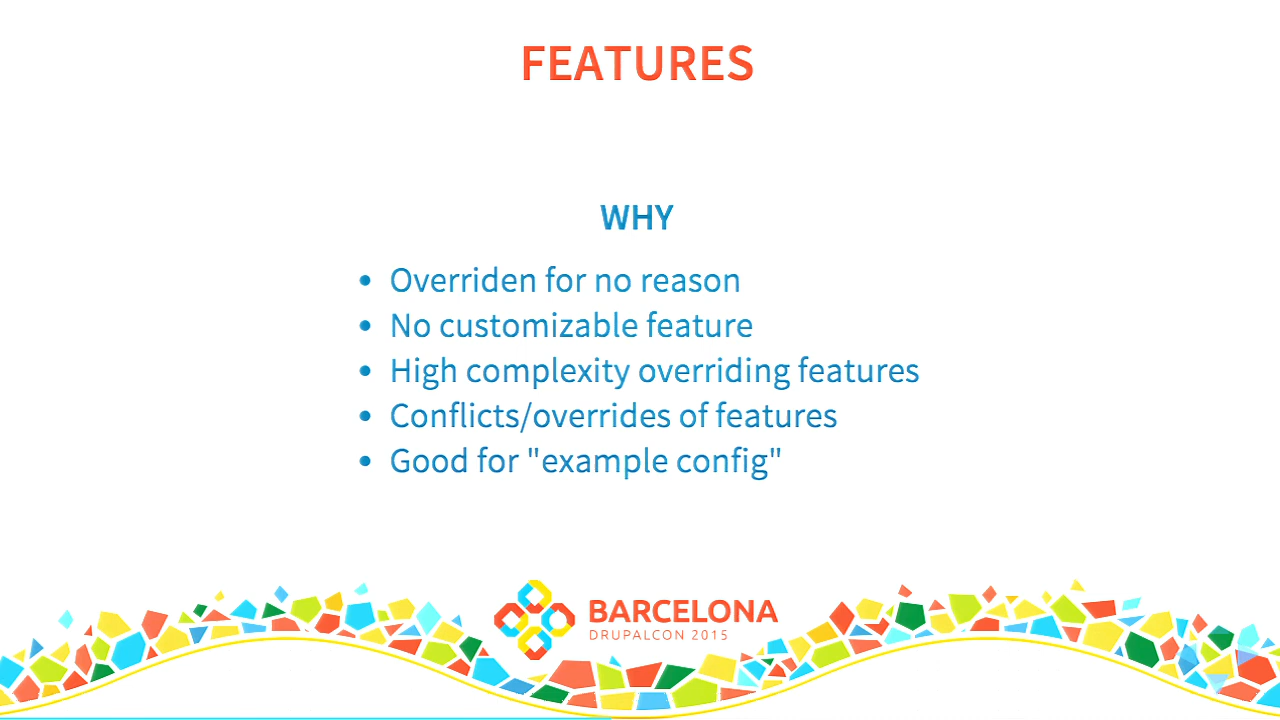 FEATURES
WHY
• Overriden for no reason
• No customizable feature
• High complexity overriding features
• Conflicts/overrides of features
• Good for "example config"
BARCELONA
DRUPALCON 2015